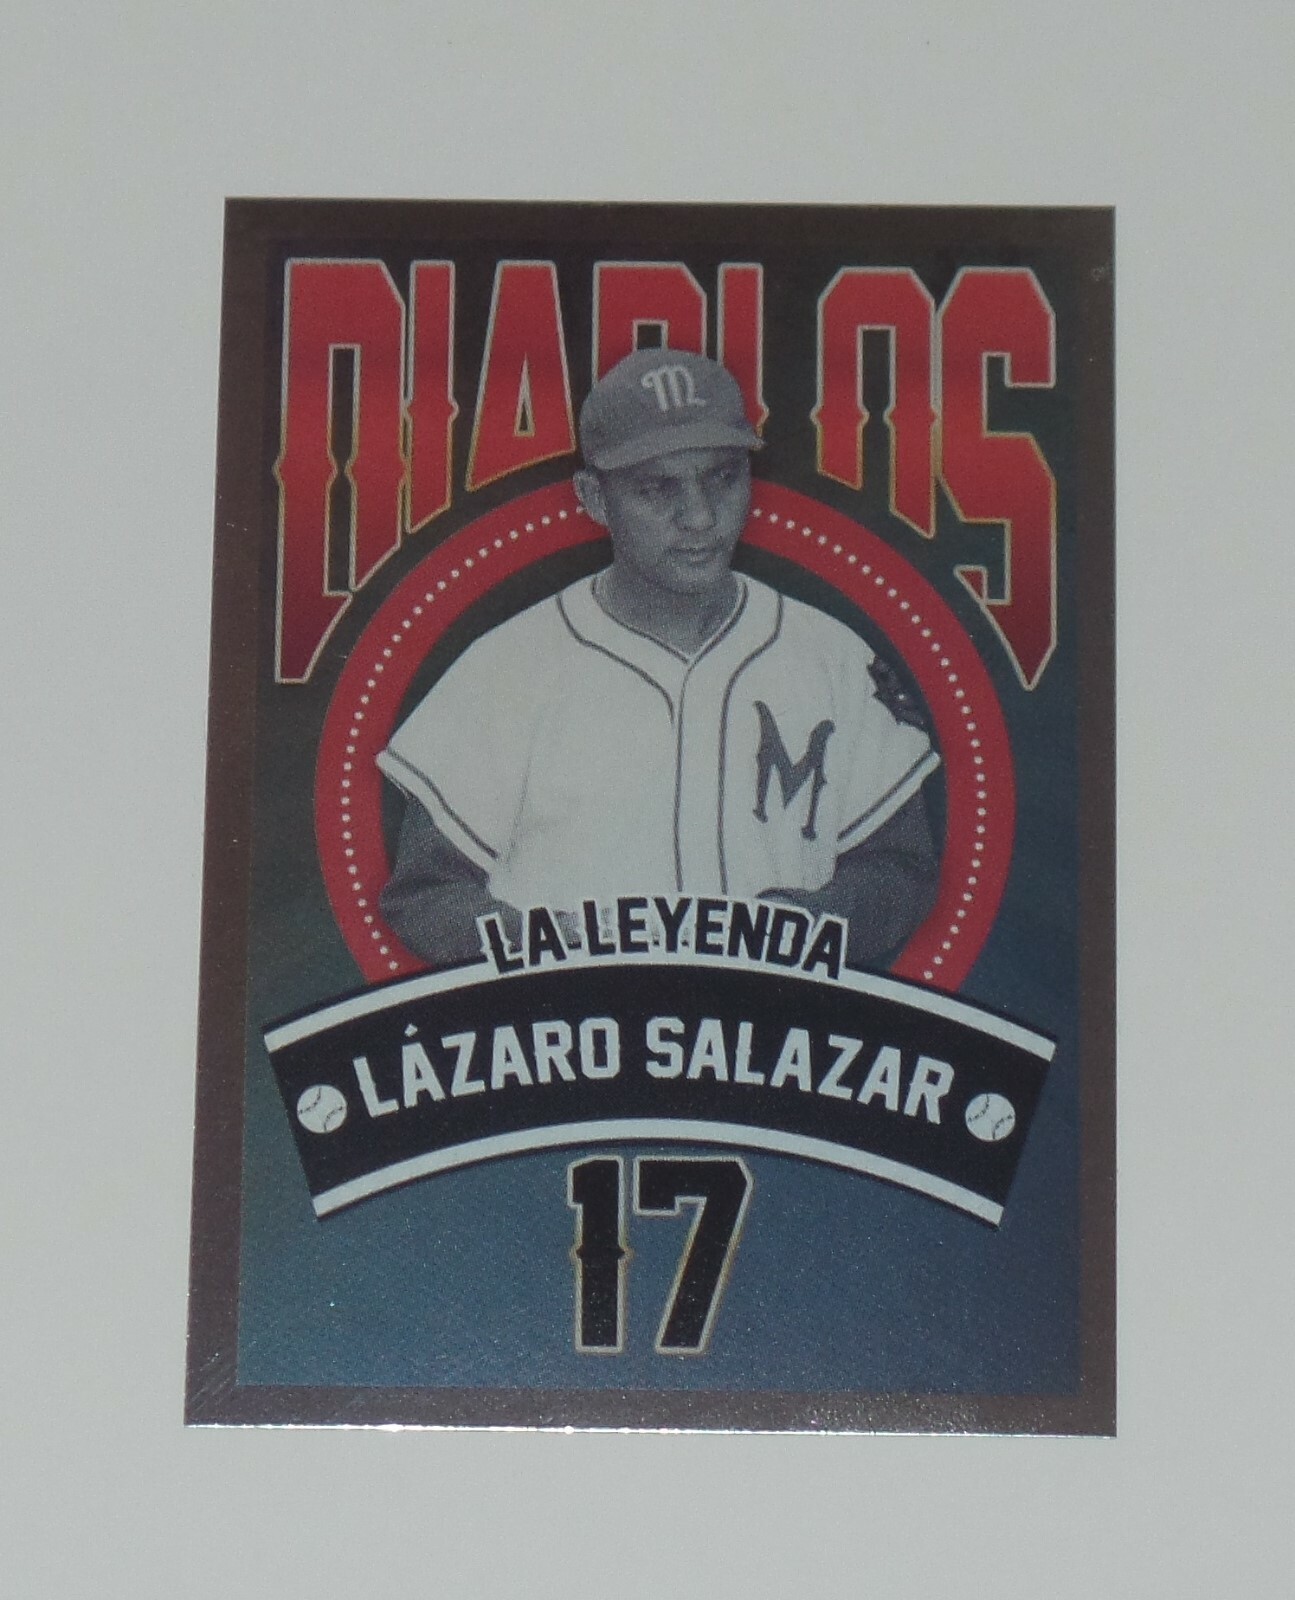 DIABLOS
M
M
LA LEYENDA
LÁZARO SALAZAR
17